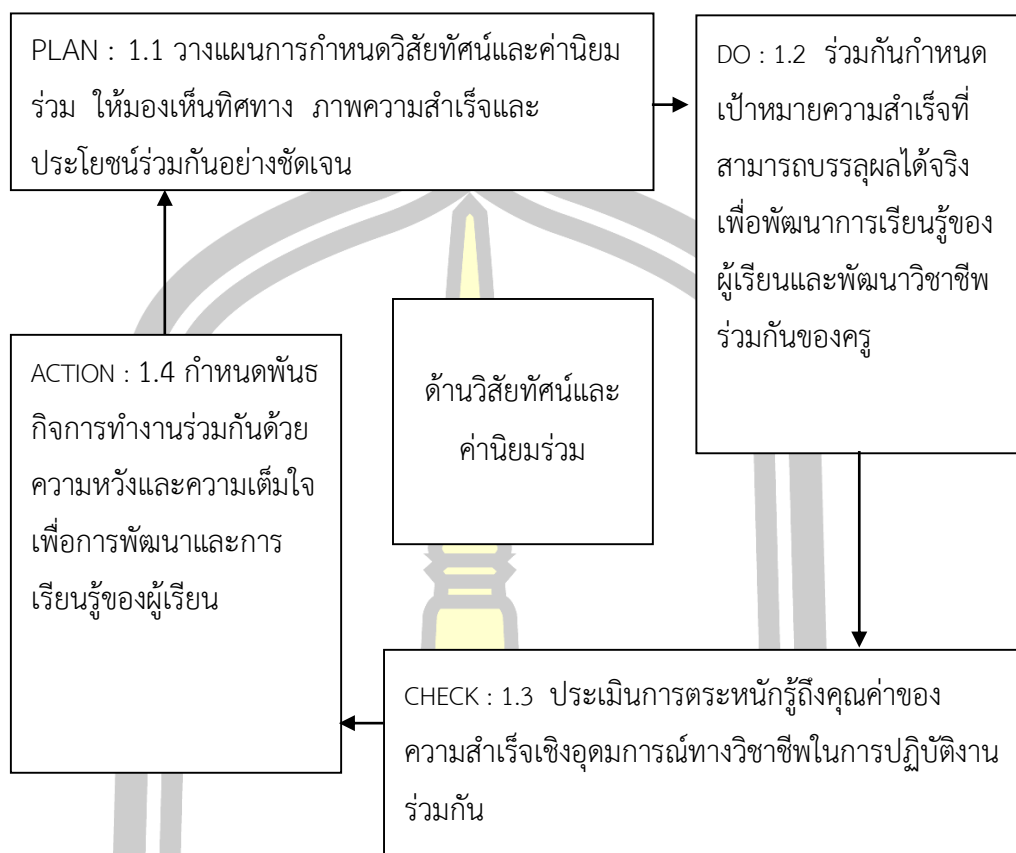 PLAN : 1.1 วางแผนการกำหนดวิสัยทัศน์และค่านิยม
ร่วม ให้มองเห็นทิศทาง ภาพความสำเร็จและ
ประโยชน์ร่วมกันอย่างชัดเจน
DO : 1.2 ร่วมกันกำหนด
เป้าหมายความสำเร็จที่
สามารถบรรลุผลได้จริง
เพื่อพัฒนาการเรียนรู้ของ
ผู้เรียนและพัฒนาวิชาชีพ
ร่วมกันของครู
ด้านวิสัยทัศน์และ
ค่านิยมร่วม
ACTION : 1.4 กำหนดพันธ
กิจการทำงานร่วมกันด้วย
ความหวังและความเต็มใจ
เพื่อการพัฒนาและการ
เรียนรู้ของผู้เรียน
CHECK : 1.3 ประเมินการตระหนักรู้ถึงคุณค่าของ
ความสำเร็จเชิงอุดมการณ์ทางวิชาชีพในการปฏิบัติงาน
ร่วมกัน